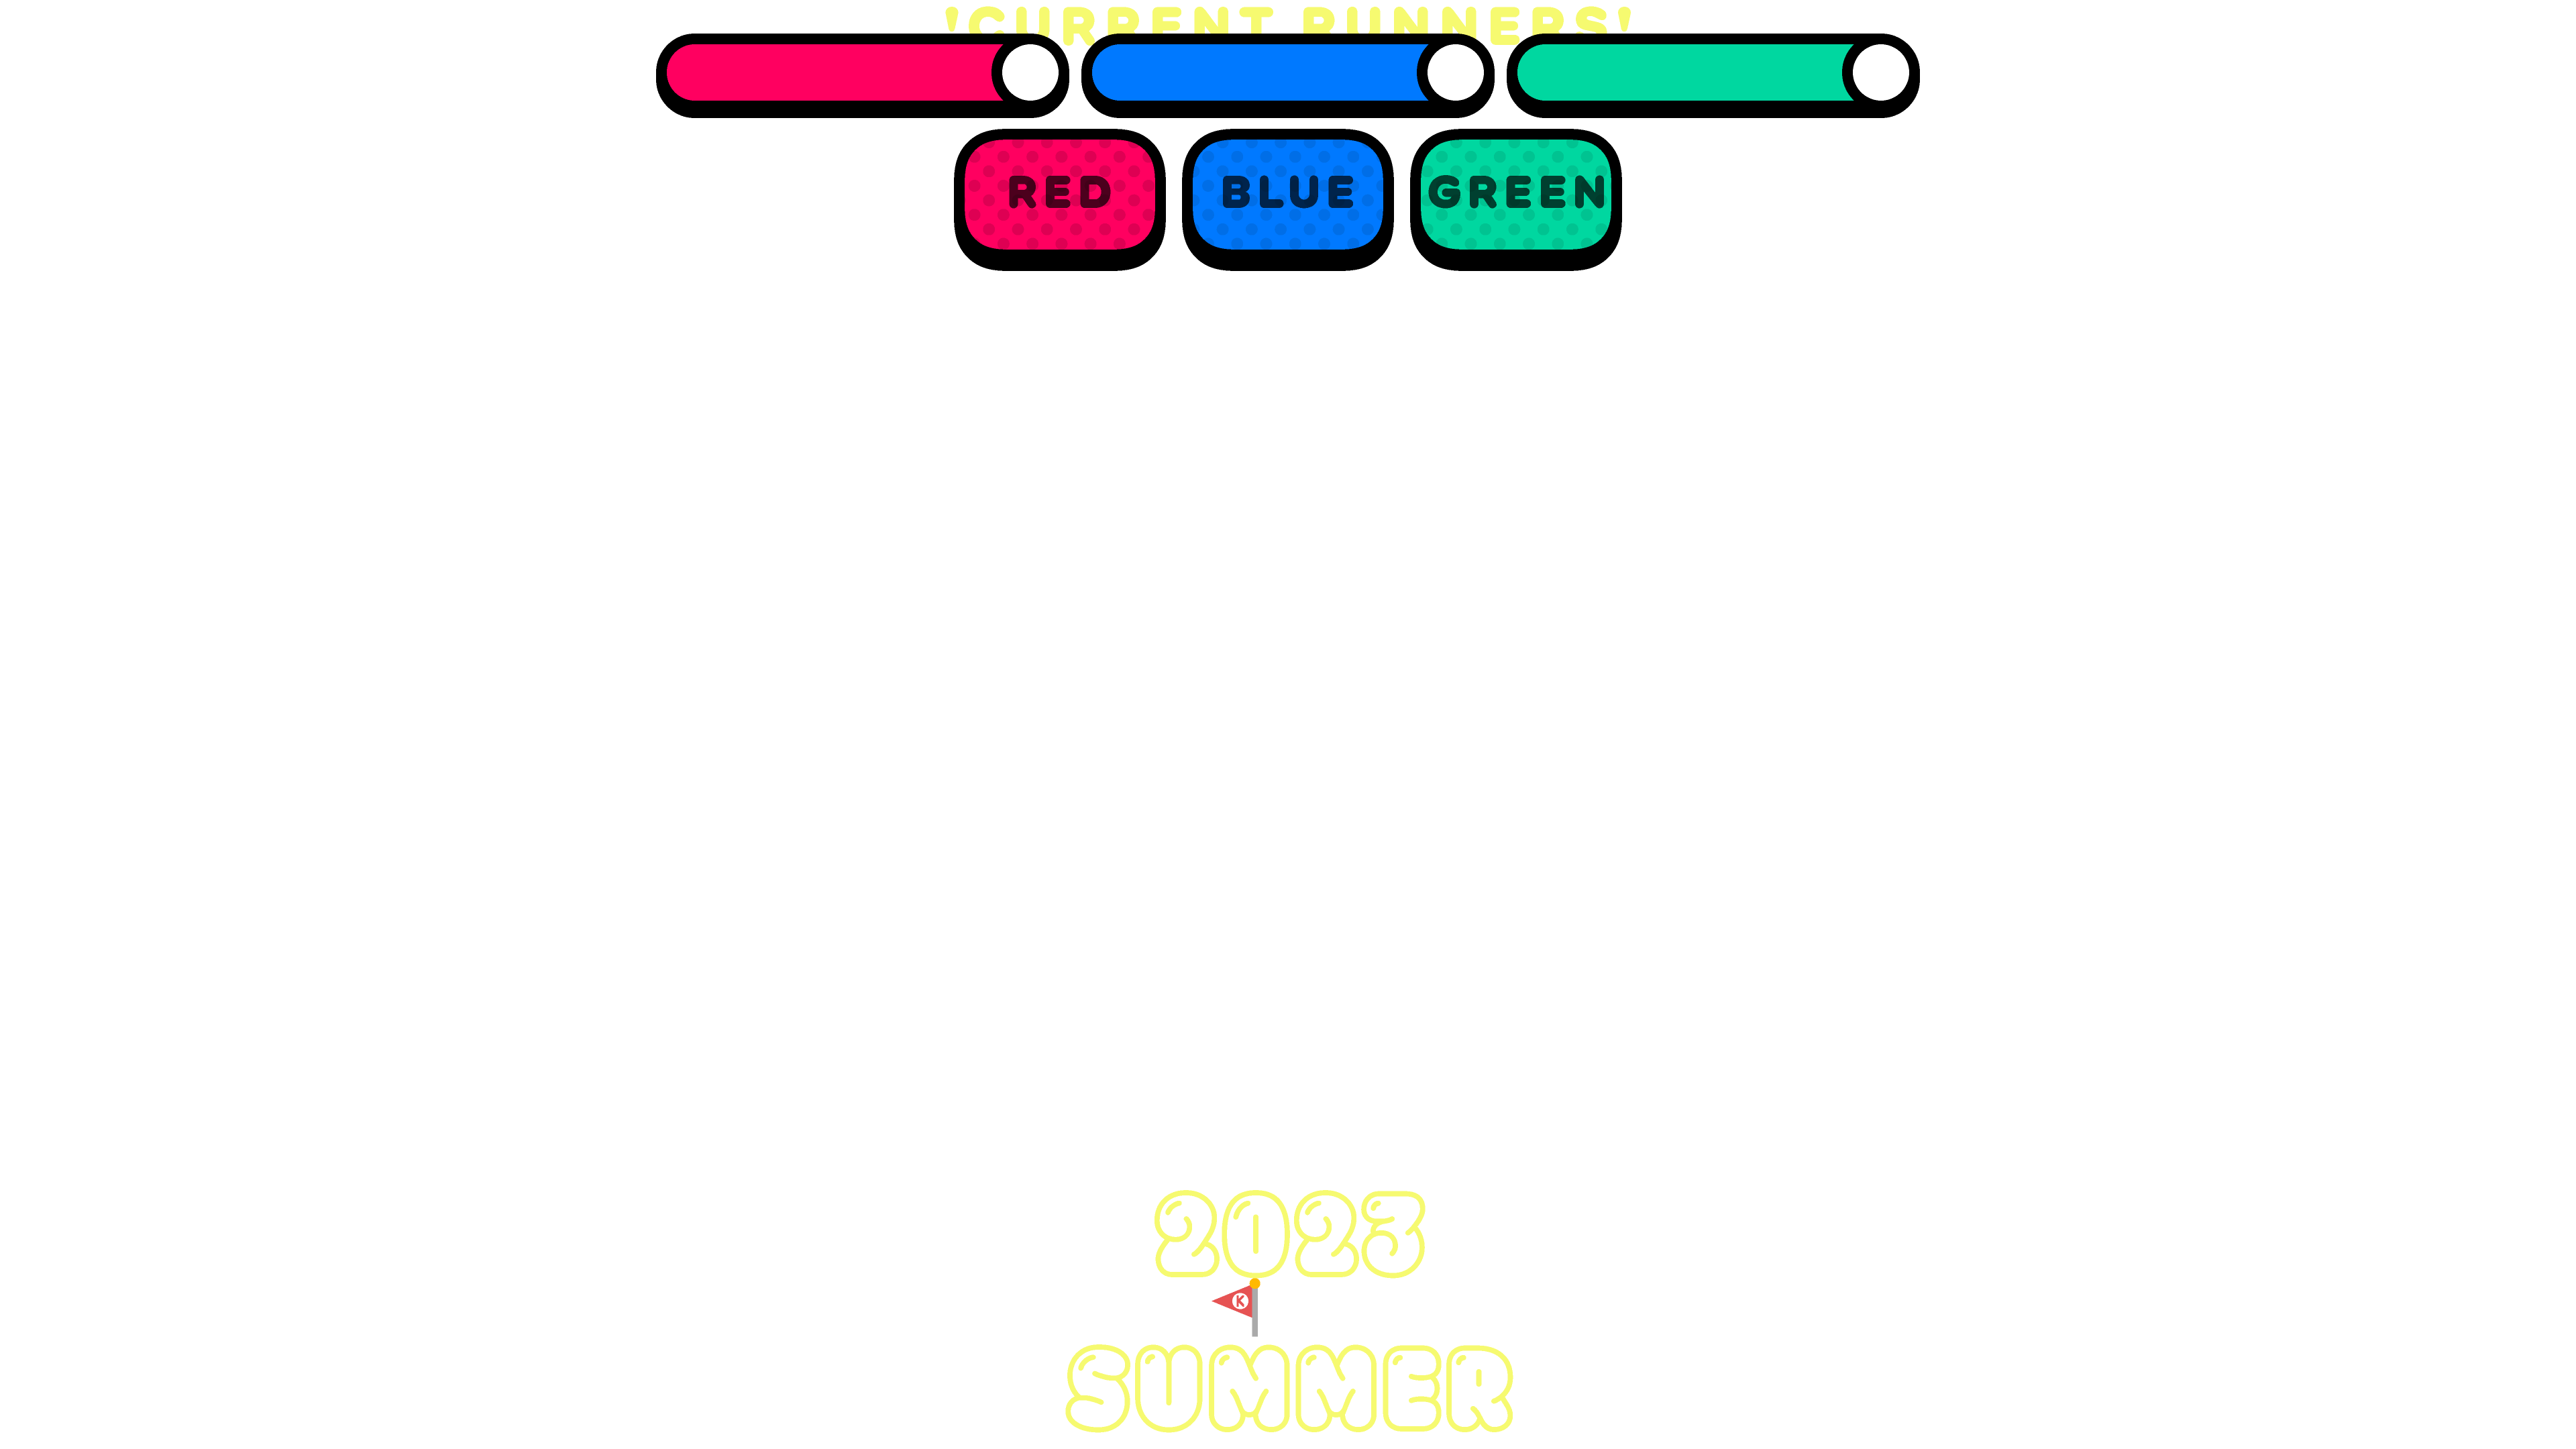 'CURRENT RUNNERS'
RED BLUE GREEN
2023
K
SUMMER